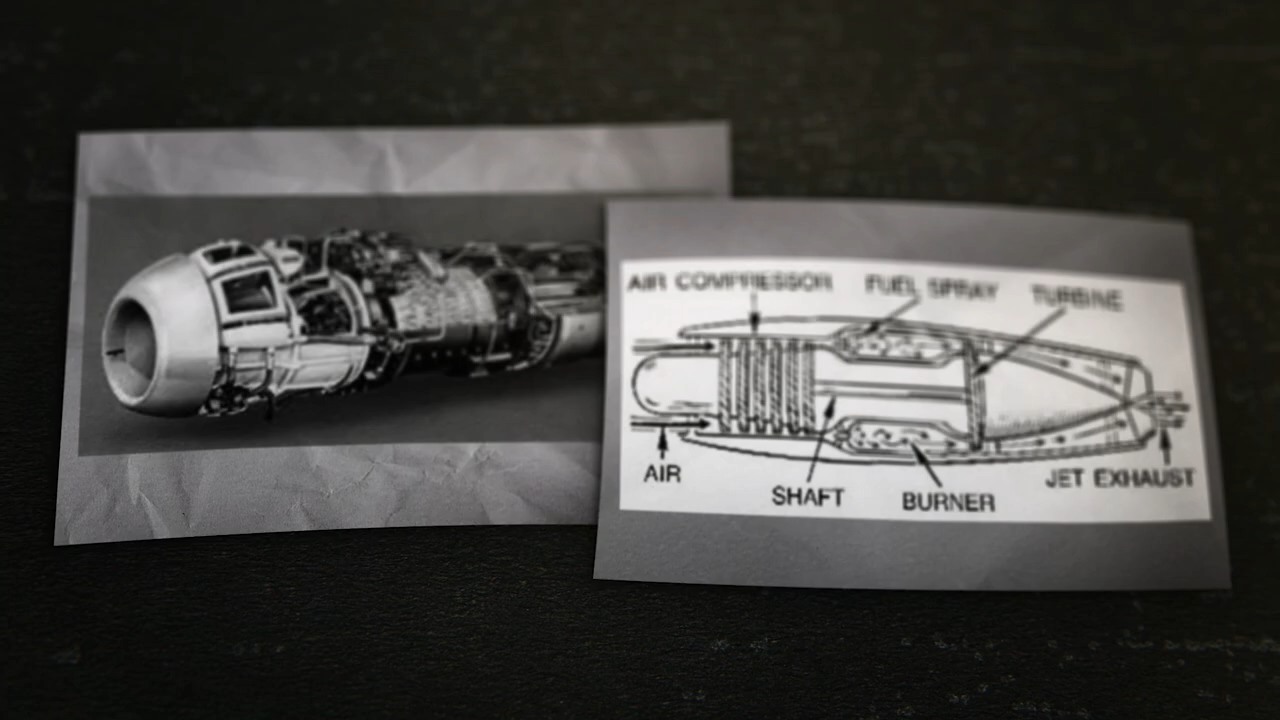 AIR COMPRESSOR
FUEL SPRAY
TURBINE
AIR
SHAFT
BURNER
JET EXHAUST